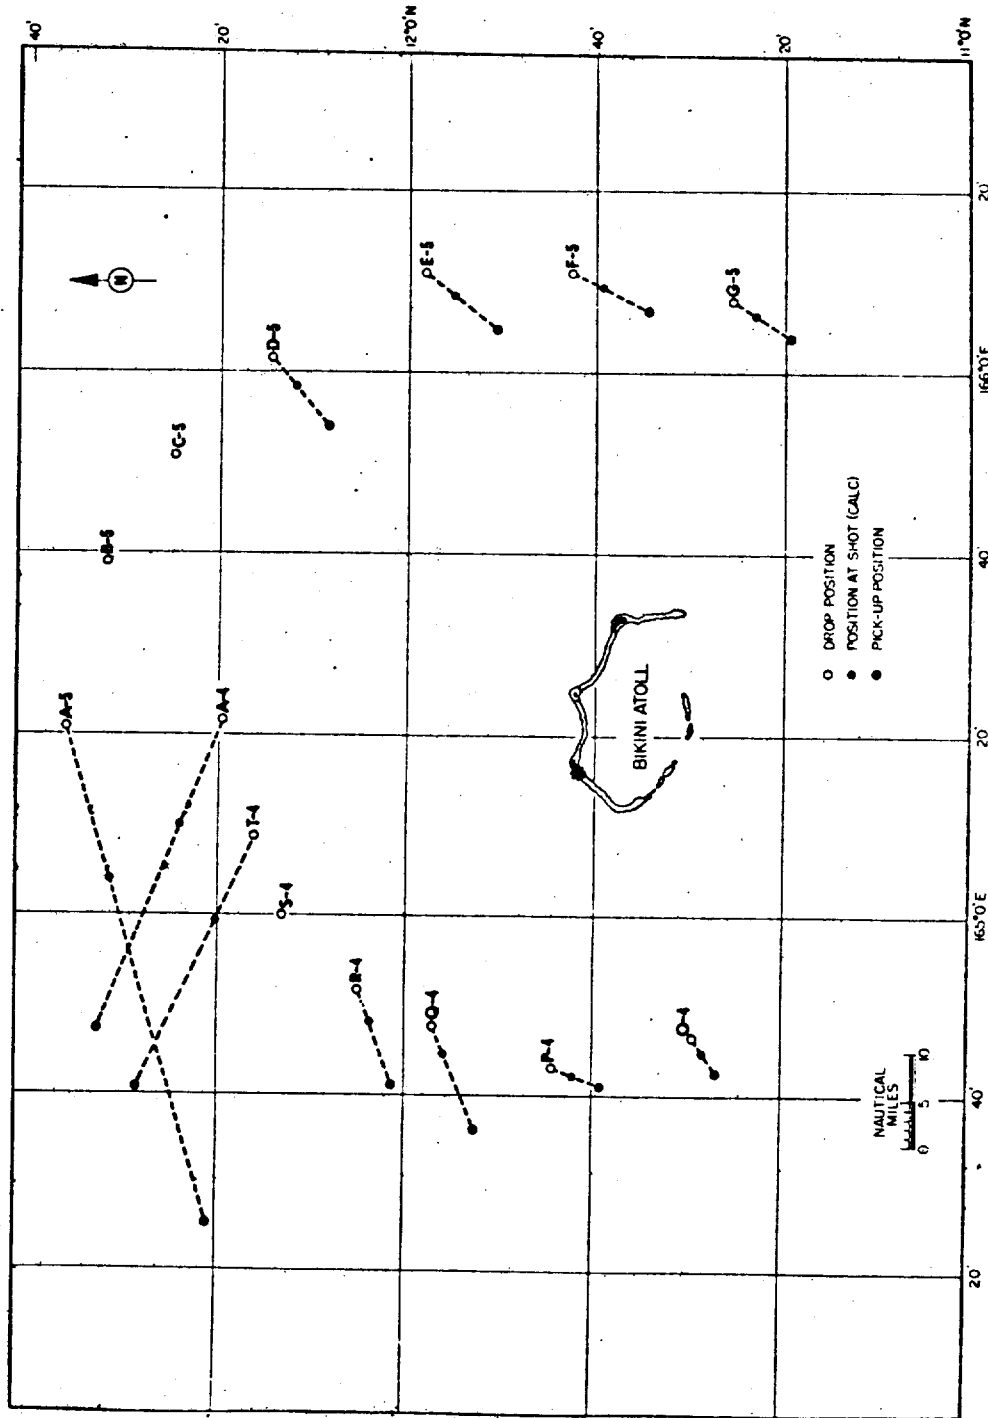 40'
20'
12°0'N
40'
20'
11°0'N
20'
40'
165°0'E
20'
40'
166°0'E
20'
N
A-5
B-5
C-5
D-5
E-5
F-5
G-5
A-4
T-4
S-4
R-4
Q-4
P-4
O-4
BIKINI ATOLL
DROP POSITION
POSITION AT SHOT (CALC)
PICK-UP POSITION
NAUTICAL
MILES
0 5 10